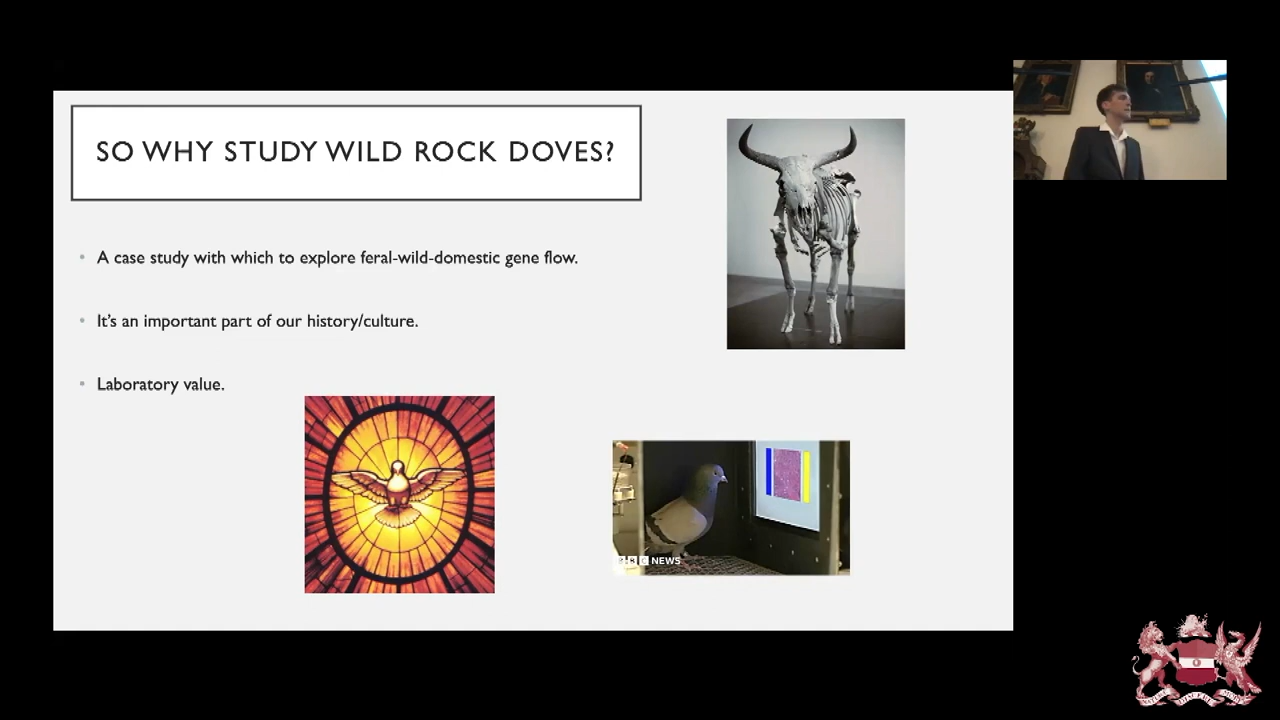 SO WHY STUDY WILD ROCK DOVES?
• A case study with which to explore feral-wild-domestic gene flow.
• It's an important part of our history/culture.
• Laboratory value.
NEWS